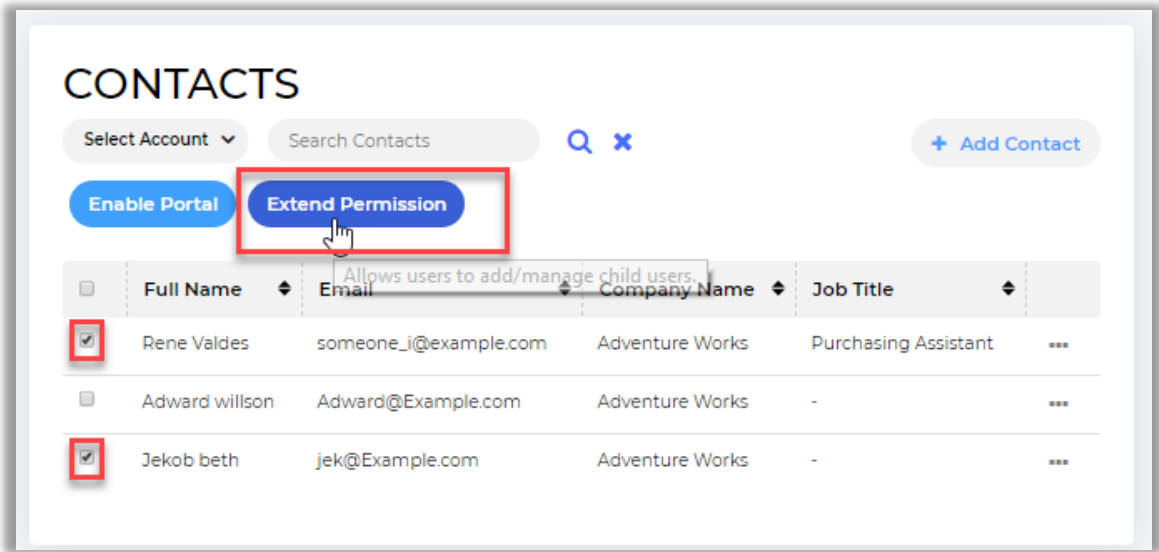 CONTACTS
Select Account Search Contacts + Add Contact
Enable Portal Extend Permission
Allows users to add/manage child users.
Full Name Email Company Name Job Title
Rene Valdes someone_i@example.com Adventure Works Purchasing Assistant
Adward willson Adward@Example.com Adventure Works -
Jekob beth jek@Example.com Adventure Works -